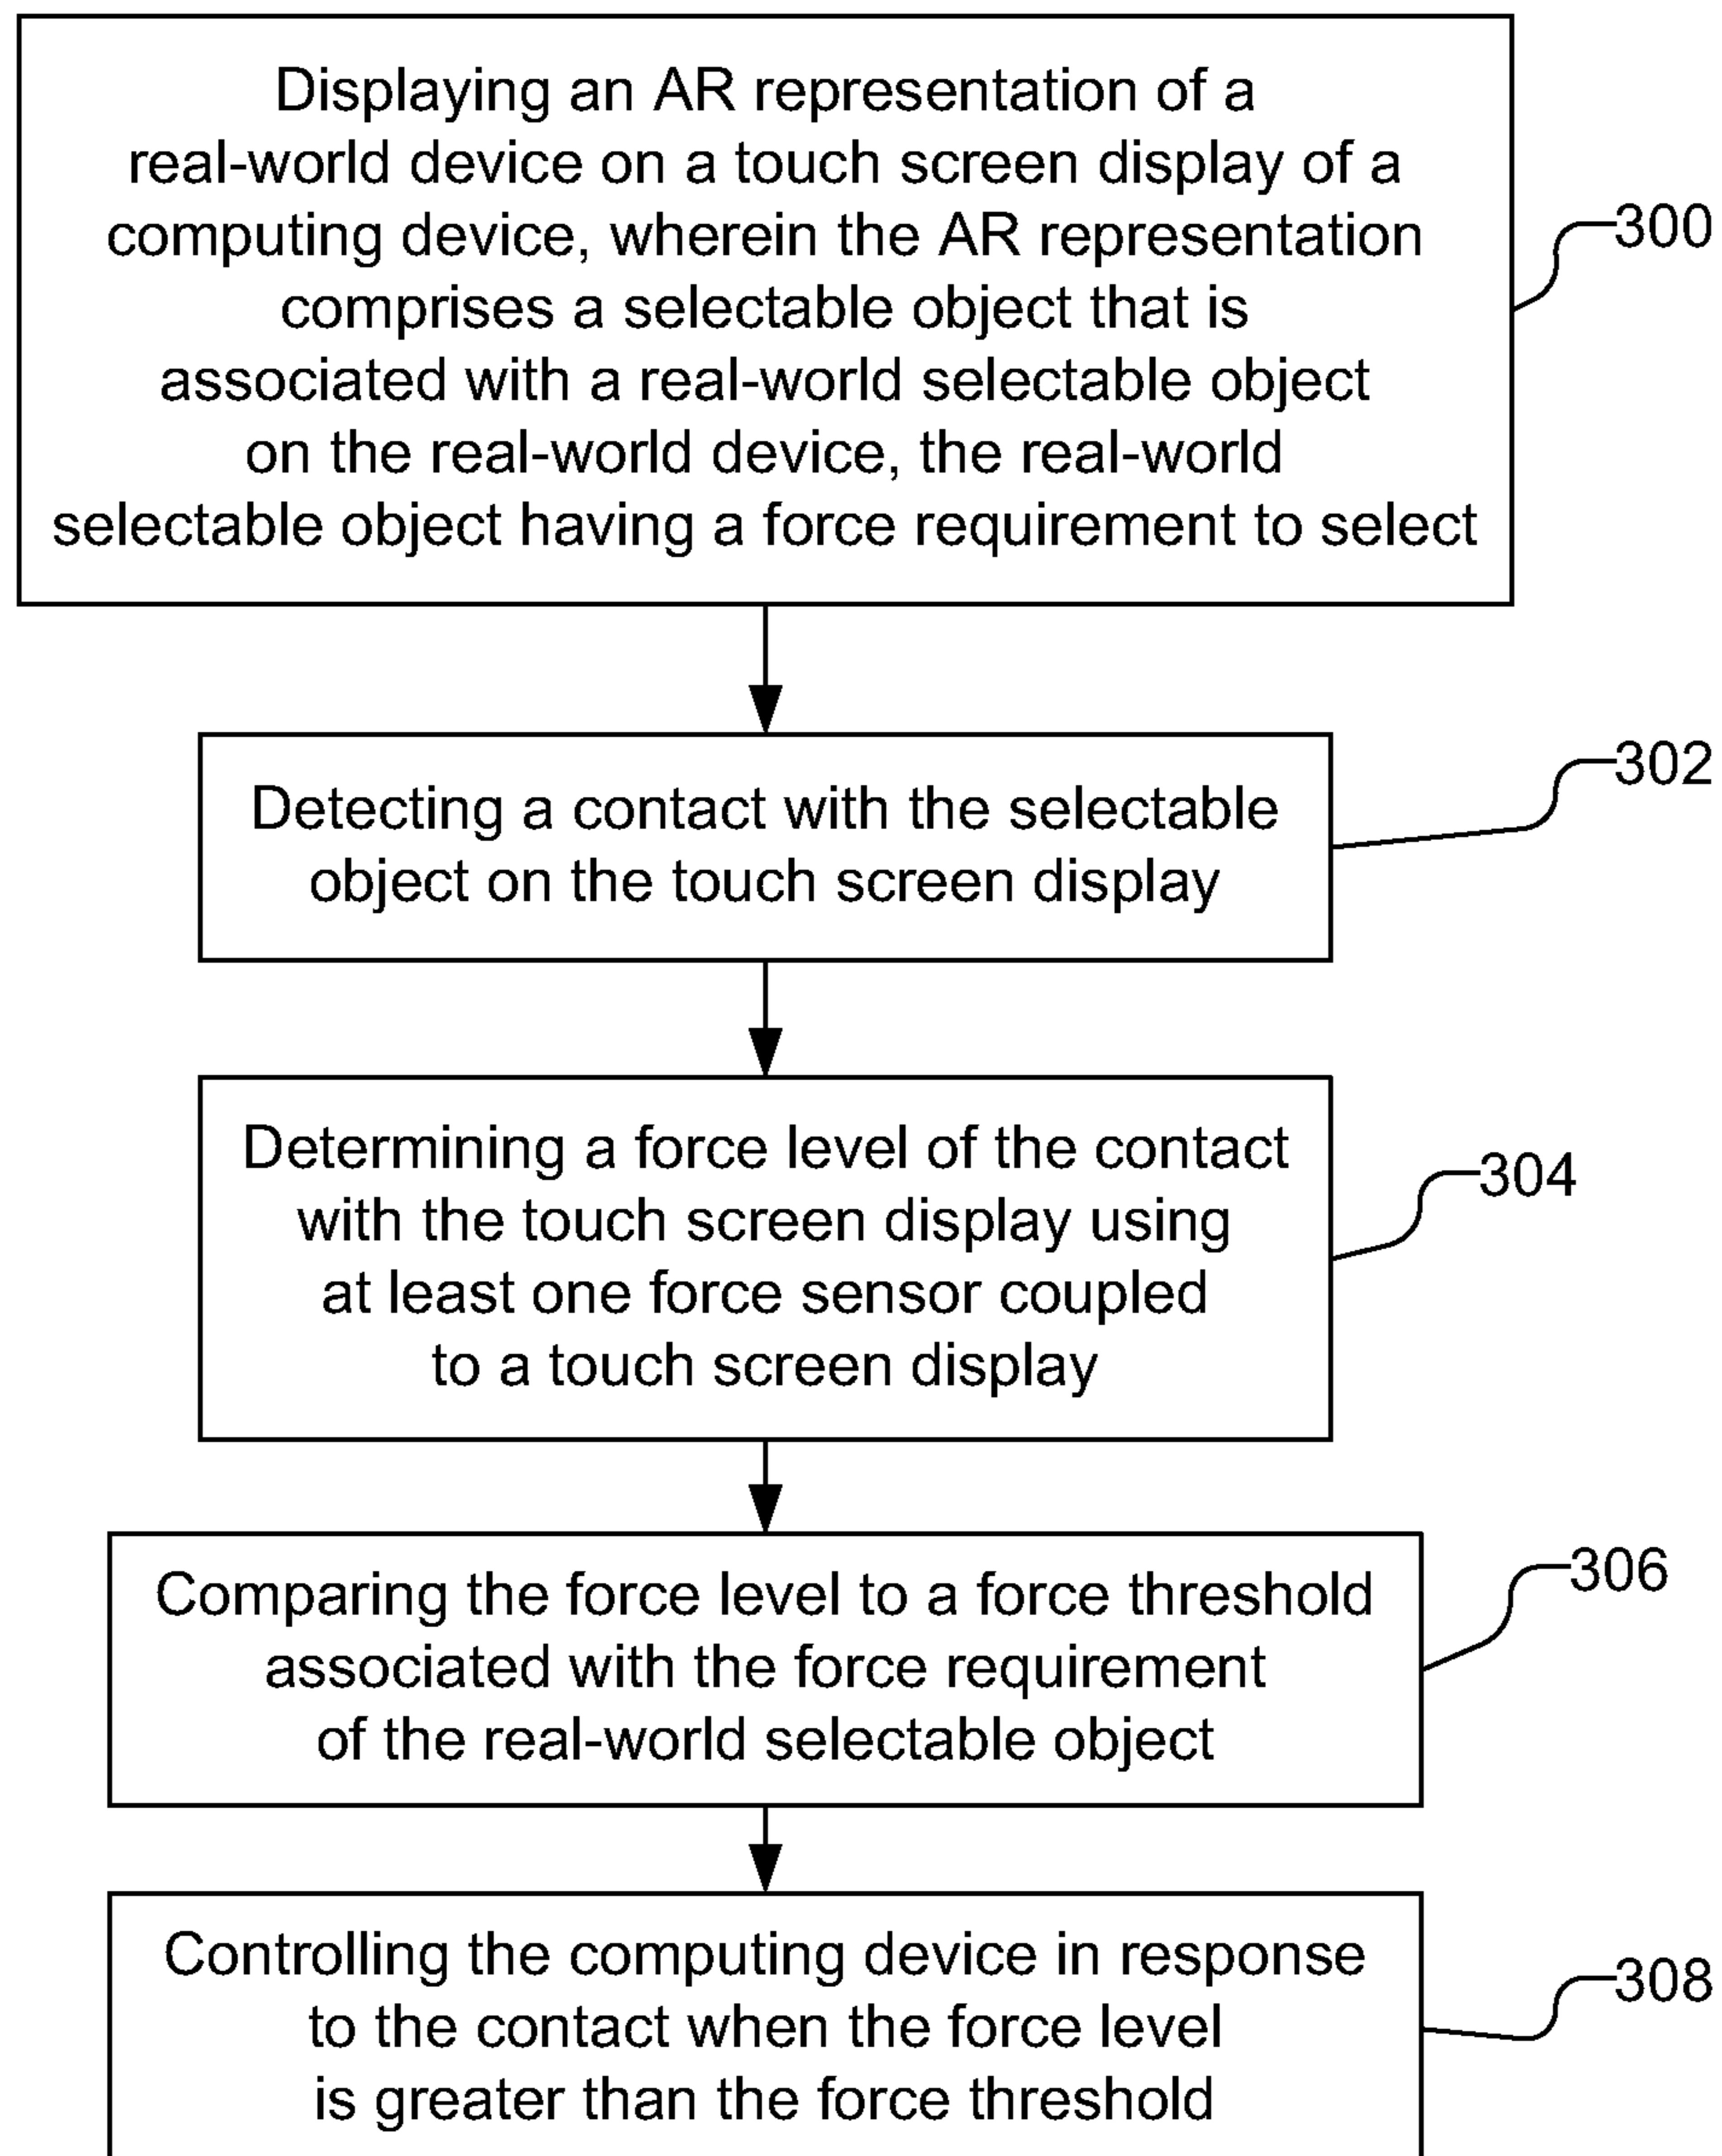 Displaying an AR representation of a
real-world device on a touch screen display of a
computing device, wherein the AR representation
comprises a selectable object that is
associated with a real-world selectable object
on the real-world device, the real-world
selectable object having a force requirement to select
300
Detecting a contact with the selectable
object on the touch screen display
302
Determining a force level of the contact
with the touch screen display using
at least one force sensor coupled
to a touch screen display
304
Comparing the force level to a force threshold
associated with the force requirement
of the real-world selectable object
306
Controlling the computing device in response
to the contact when the force level
is greater than the force threshold
308